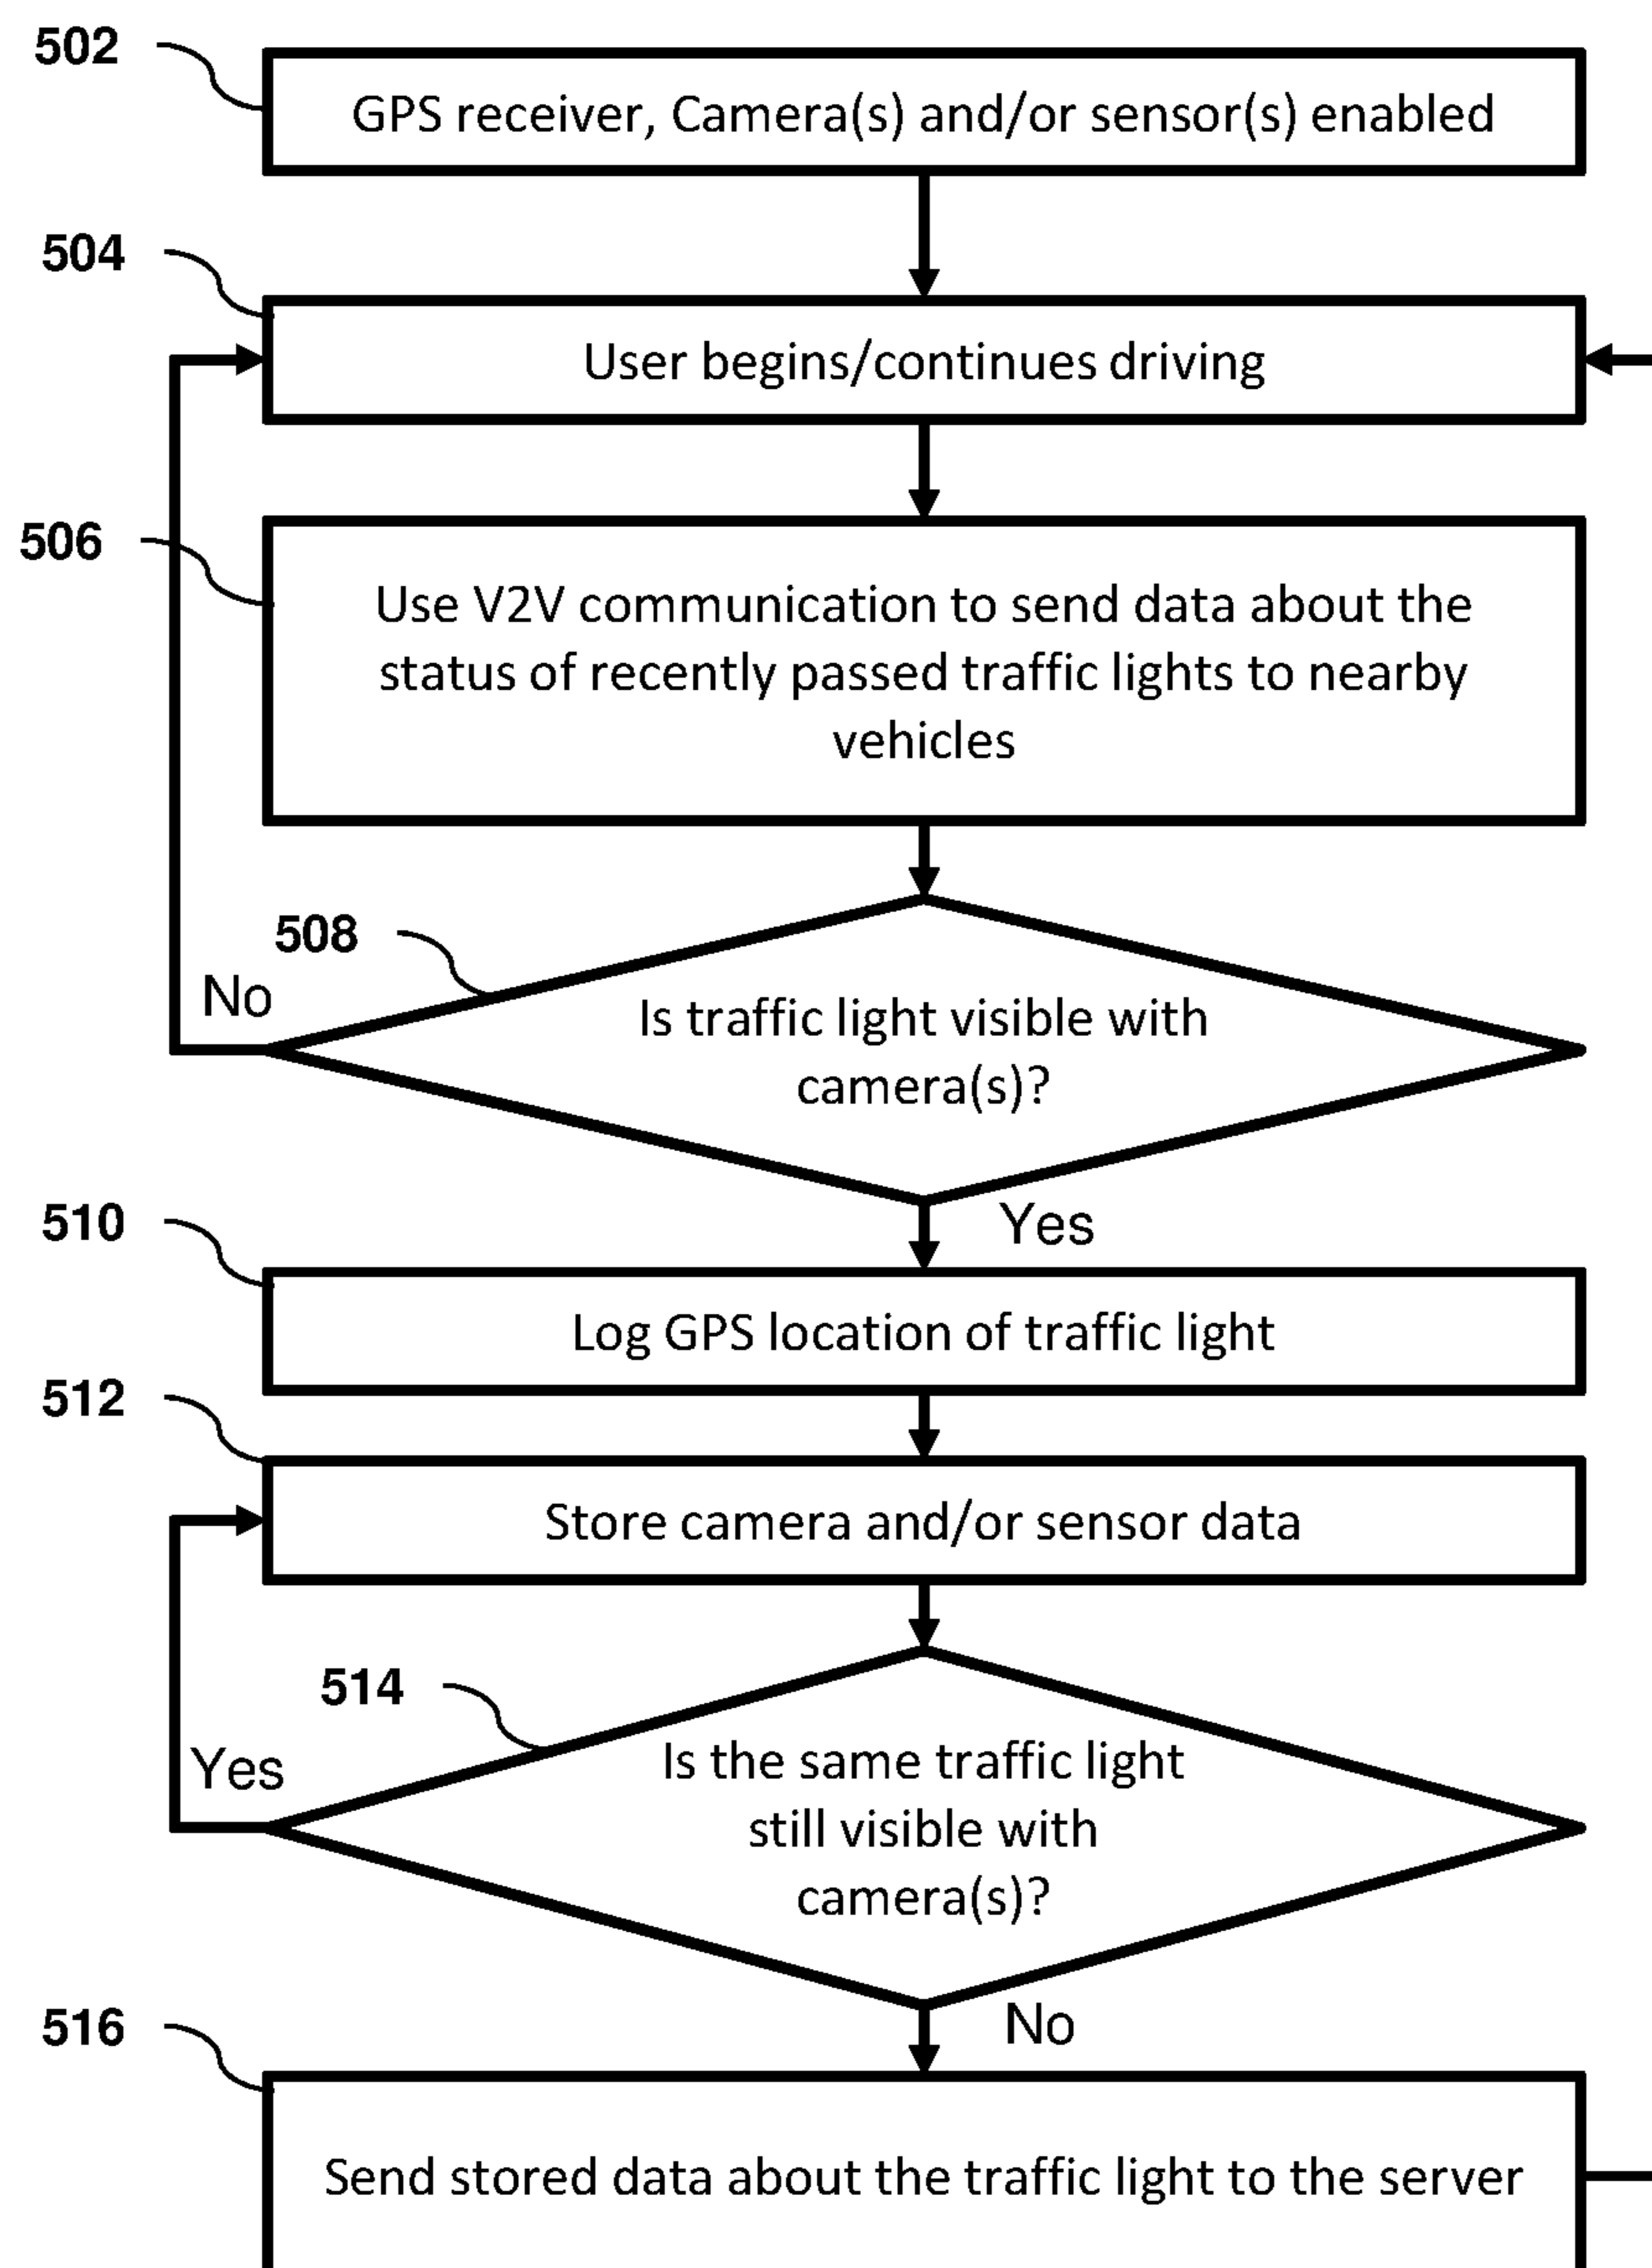 502
GPS receiver, Camera(s) and/or sensor(s) enabled
504
User begins/continues driving
506
Use V2V communication to send data about the
status of recently passed traffic lights to nearby
vehicles
508
No
Is traffic light visible with
camera(s)?
Yes
510
Log GPS location of traffic light
512
Store camera and/or sensor data
514
Yes
Is the same traffic light
still visible with
camera(s)?
No
516
Send stored data about the traffic light to the server